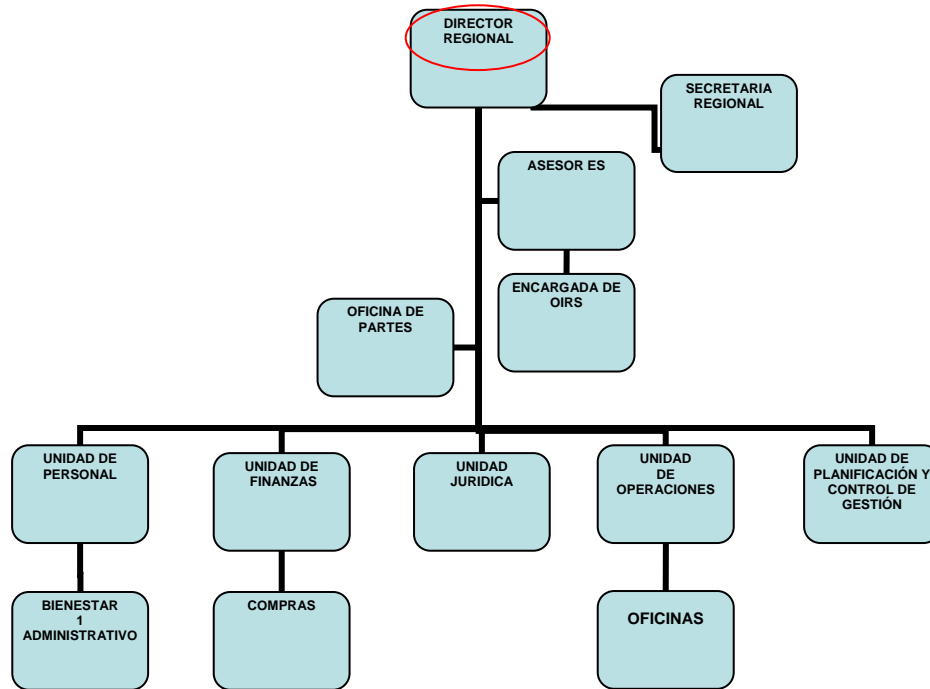 DIRECTOR
REGIONAL
SECRETARIA
REGIONAL
ASESOR ES
ENCARGADA DE
OIRS
OFICINA DE
PARTES
UNIDAD DE
PERSONAL
UNIDAD DE
FINANZAS
UNIDAD
JURIDICA
UNIDAD
DE
OPERACIONES
UNIDAD DE
PLANIFICACIÓN Y
CONTROL DE
GESTIÓN
BIENESTAR
1
ADMINISTRATIVO
COMPRAS
OFICINAS